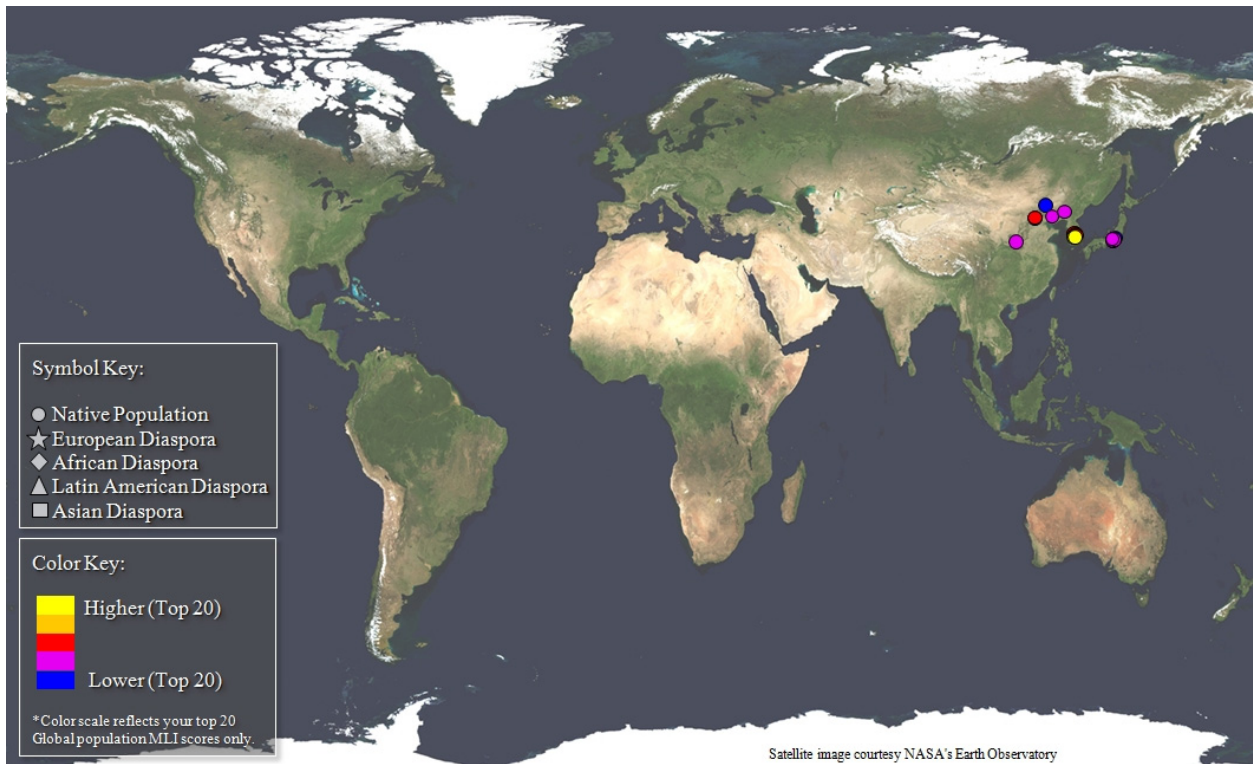 Symbol Key:
Native Population
European Diaspora
African Diaspora
Latin American Diaspora
Asian Diaspora
Color Key:
Higher (Top 20)
Lower (Top 20)
*Color scale reflects your top 20
Global population MLI scores only.
Satellite image courtesy NASA's Earth Observatory